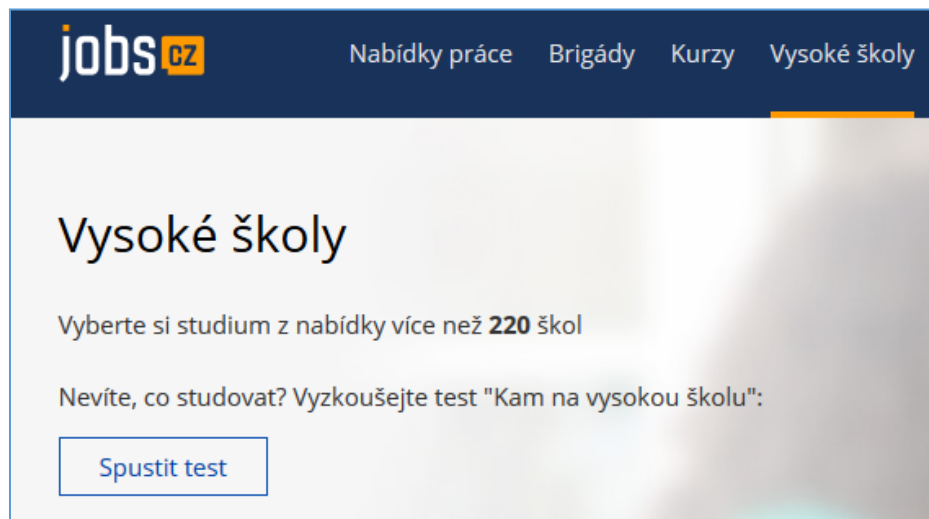 jobs cz
Nabídky práce Brigády Kurzy Vysoké školy
Vysoké školy
Vyberte si studium z nabídky více než 220 škol
Nevíte, co studovat? Vyzkoušejte test "Kam na vysokou školu":
Spustit test